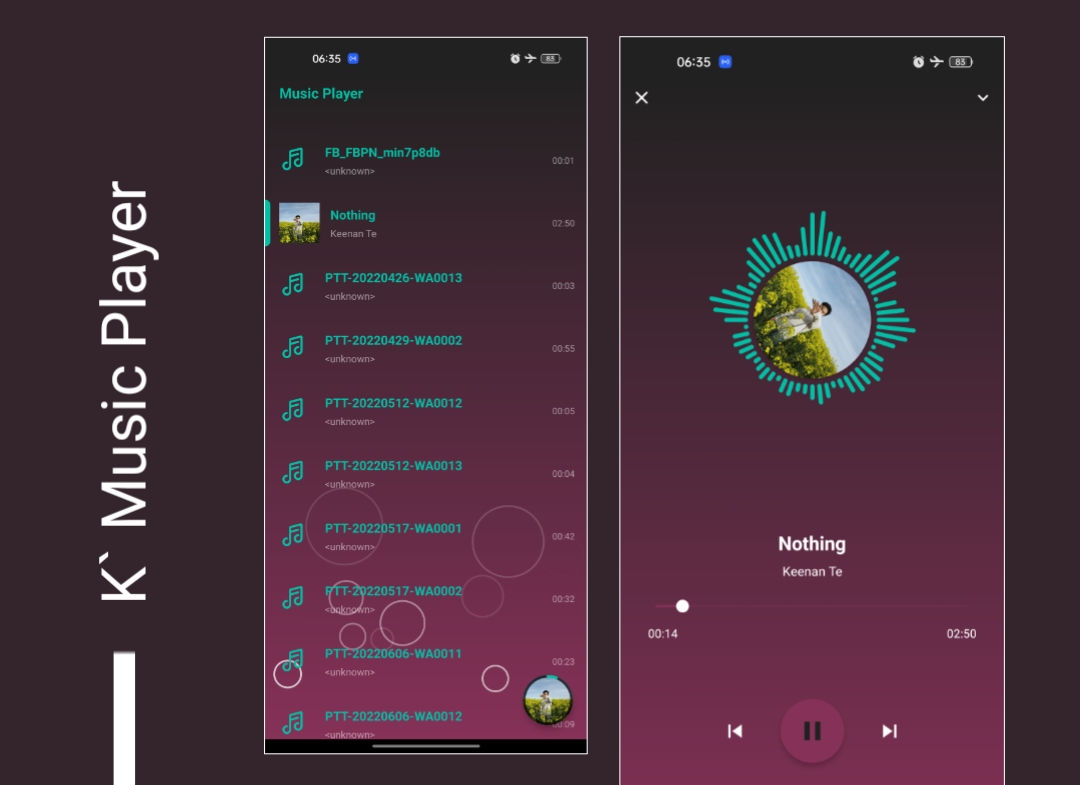 K` Music Player
06:35
83
Music Player
FB_FBPN_min7p8db
<unknown>
00:01
Nothing
Keenan Te
02:50
PTT-20220426-WA0013
<unknown>
00:03
PTT-20220429-WA0002
<unknown>
00:55
PTT-20220512-WA0012
<unknown>
00:05
PTT-20220512-WA0013
<unknown>
00:04
PTT-20220517-WA0001
<unknown>
00:42
PTT-20220517-WA0002
<unknown>
00:32
PTT-20220606-WA0011
<unknown>
00:23
PTT-20220606-WA0012
<unknown>
00:09
06:35
83
Nothing
Keenan Te
00:14
02:50